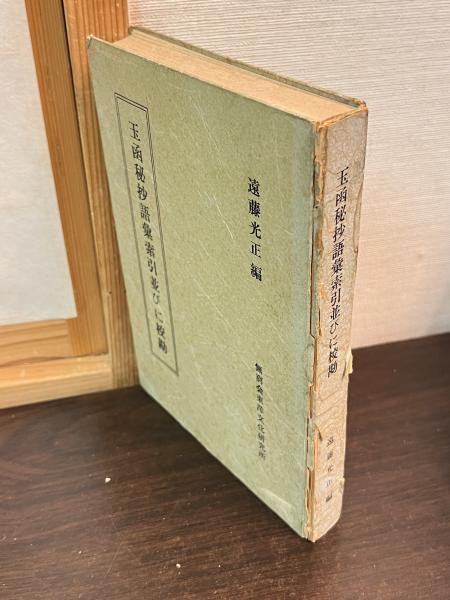 玉函秘抄語彙索引並びに校勘
遠藤光正編
無窮会東洋文化研究所
玉函秘抄語彙索引並びに校勘
遠藤光正編